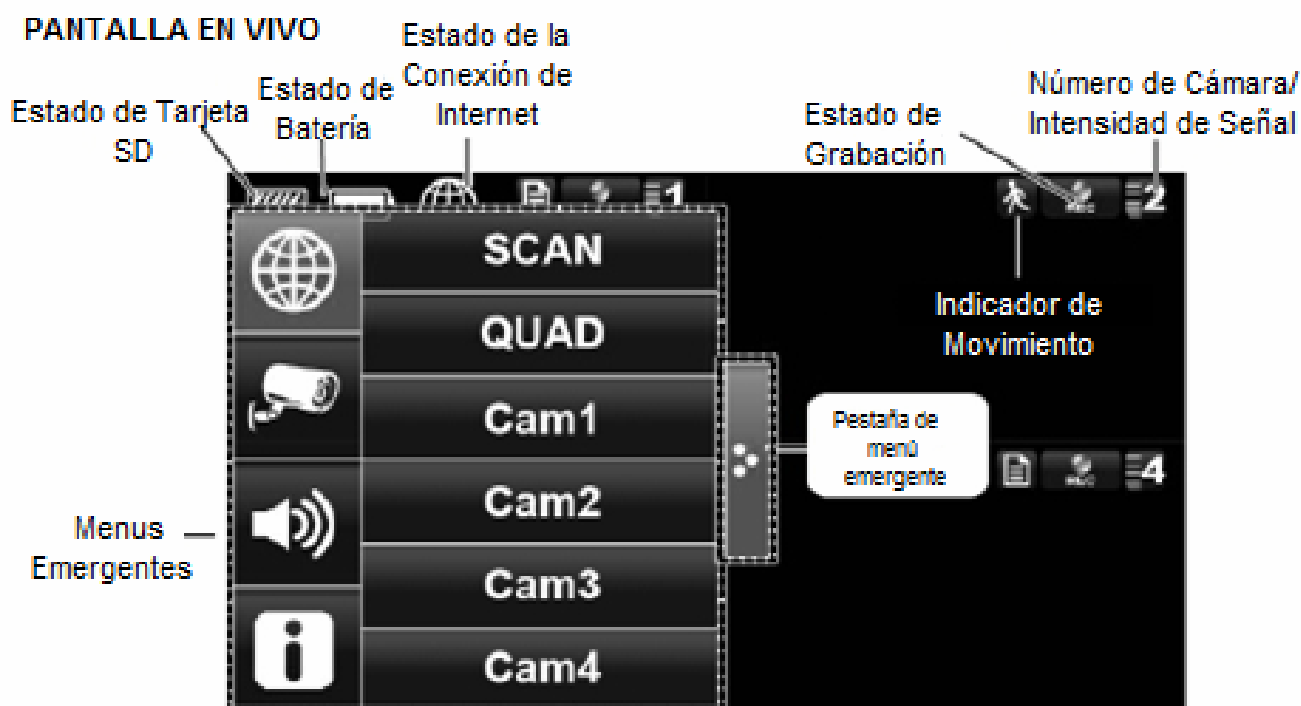 PANTALLA EN VIVO
Estado de la
Conexión de
Internet
Estado de
Batería
Estado de Tarjeta
SD
Estado de
Grabación
Número de Cámara/
Intensidad de Señal
1
2
SCAN
QUAD
Cam1
Cam2
Cam3
Cam4
Indicador de
Movimiento
Pestaña de
menú
emergente
4
Menus
Emergentes